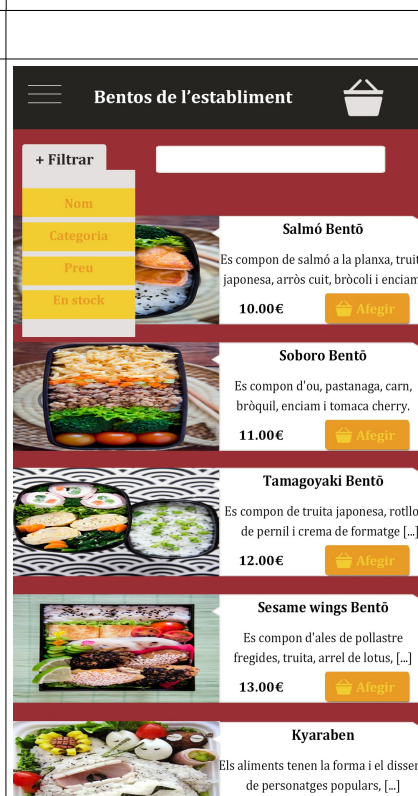 Bentos de l'establiment
+ Filtrar
Nom
Categoria
Preu
En stock
Salmó Bentō
Es compon de salmó a la planxa,
japonesa, arròs cuit, bròcoli i enciam
10.00€
Afegir
Soboro Bentō
Es compon d'ou, pastanaga, carn,
bròquil, enciam i tomaca cherry.
11.00€
Afegir
Tamagoyaki Bentō
Es compon de truita japonesa,
de pernil i crema de formatge [...]
12.00€
Afegir
Sesame wings Bentō
Es compon d'ales de pollastre
fregides, truita, arrel de lotus, [...]
13.00€
Afegir
Kyaraben
Els aliments tenen la forma i el
de personatges populars, [...]